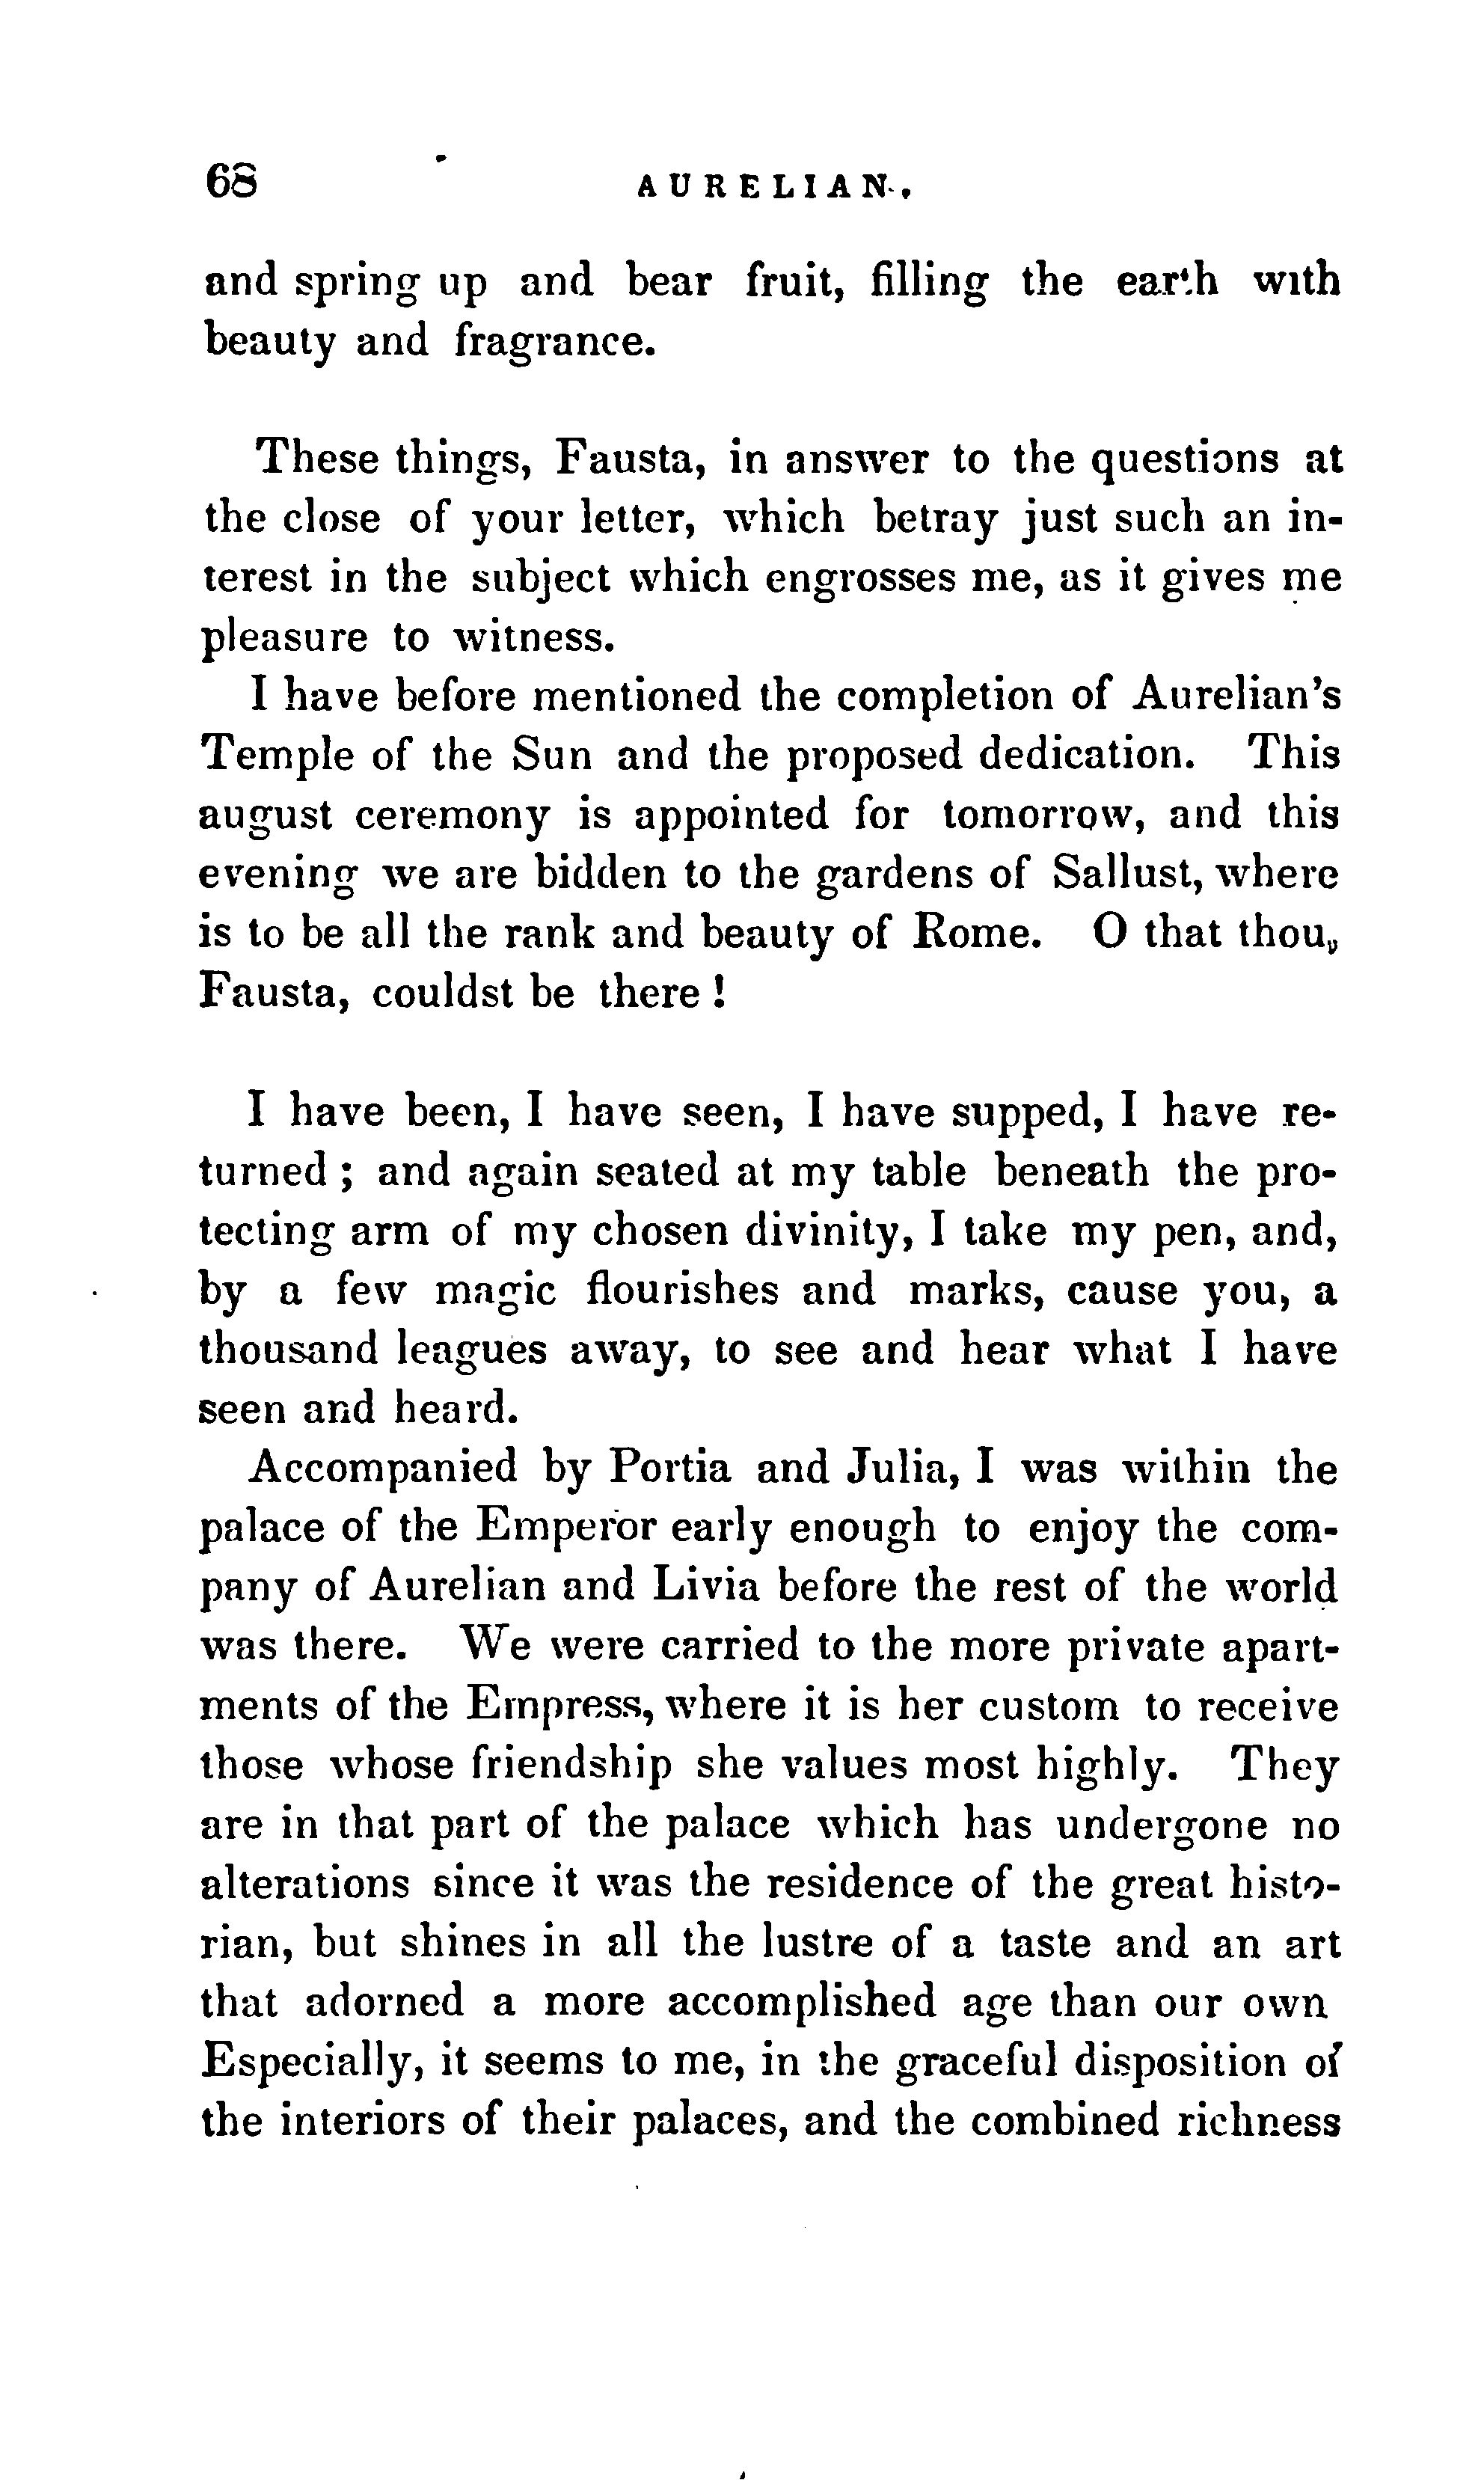 68 AURELIAN.
and spring up and bear fruit, filling the earth with
beauty and fragrance.
These things, Fausta, in answer to the questions at
the close of your letter, which betray just such an in-
terest in the subject which engrosses me, as it gives me
pleasure to witness.
I have before mentioned the completion of Aurelian's
Temple of the Sun and the proposed dedication. This
august ceremony is appointed for tomorrow, and this
evening we are bidden to the gardens of Sallust, where
is to be all the rank and beauty of Rome. O that thou,
Fausta, couldst be there !
I have been, I have seen, I have supped, I have re-
turned ; and again seated at my table beneath the pro-
tecting arm of my chosen divinity, I take my pen, and,
by a few magic flourishes and marks, cause you, a
thousand leagues away, to see and hear what I have
seen and heard.
Accompanied by Portia and Julia, I was within the
palace of the Emperor early enough to enjoy the com-
pany of Aurelian and Livia before the rest of the world
was there. We were carried to the more private apart-
ments of the Empress, where it is her custom to receive
those whose friendship she values most highly. They
are in that part of the palace which has undergone no
alterations since it was the residence of the great histo-
rian, but shines in all the lustre of a taste and an art
that adorned a more accomplished age than our own
Especially, it seems to me, in the graceful disposition of
the interiors of their palaces, and the combined richness